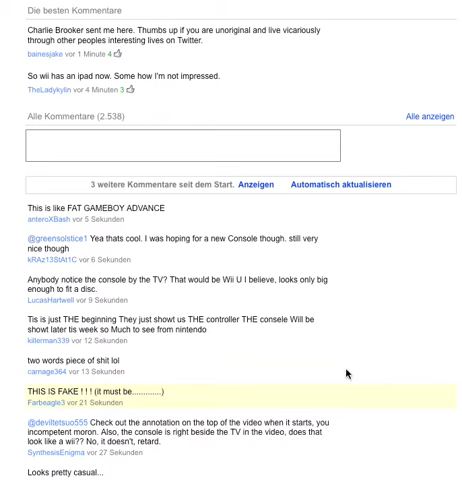 Die besten Kommentare
Charlie Brooker sent me here. Thumbs up if you are unoriginal and live vicariously
through other peoples interesting lives on Twitter.
bainesjake vor 1 Minute 4
So wii has an ipad now. Some how I'm not impressed.
TheLadykylin vor 4 Minuten 3
Alle Kommentare (2.538)
Alle anzeigen
3 weitere Kommentare seit dem Start. Anzeigen Automatisch aktualisieren
This is like FAT GAMEBOY ADVANCE
anteroXBash vor 5 Sekunden
@greensolstice1 Yea thats cool. I was hoping for a new Console though. still very
nice though
kRAz13StAt1C vor 6 Sekunden
Anybody notice the console by the TV? That would be Wii U I believe, looks only big
enough to fit a disc.
LucasHartwell vor 9 Sekunden
Tis is just THE beginning They just showt us THE controller THE consele Will be
showt later tis week so Much to see from nintendo
killerman339 vor 12 Sekunden
two words piece of shit lol
carnage364 vor 13 Sekunden
THIS IS FAKE ! ! ! (it must be.............)
Farbeagle3 vor 21 Sekunden
@deviltetsuo555 Check out the annotation on the top of the video when it starts, you
incompetent moron. Also, the console is right beside the TV in the video, does that
look like a wii?? No, it doesn't, retard.
SynthesisEnigma vor 27 Sekunden
Looks pretty casual...